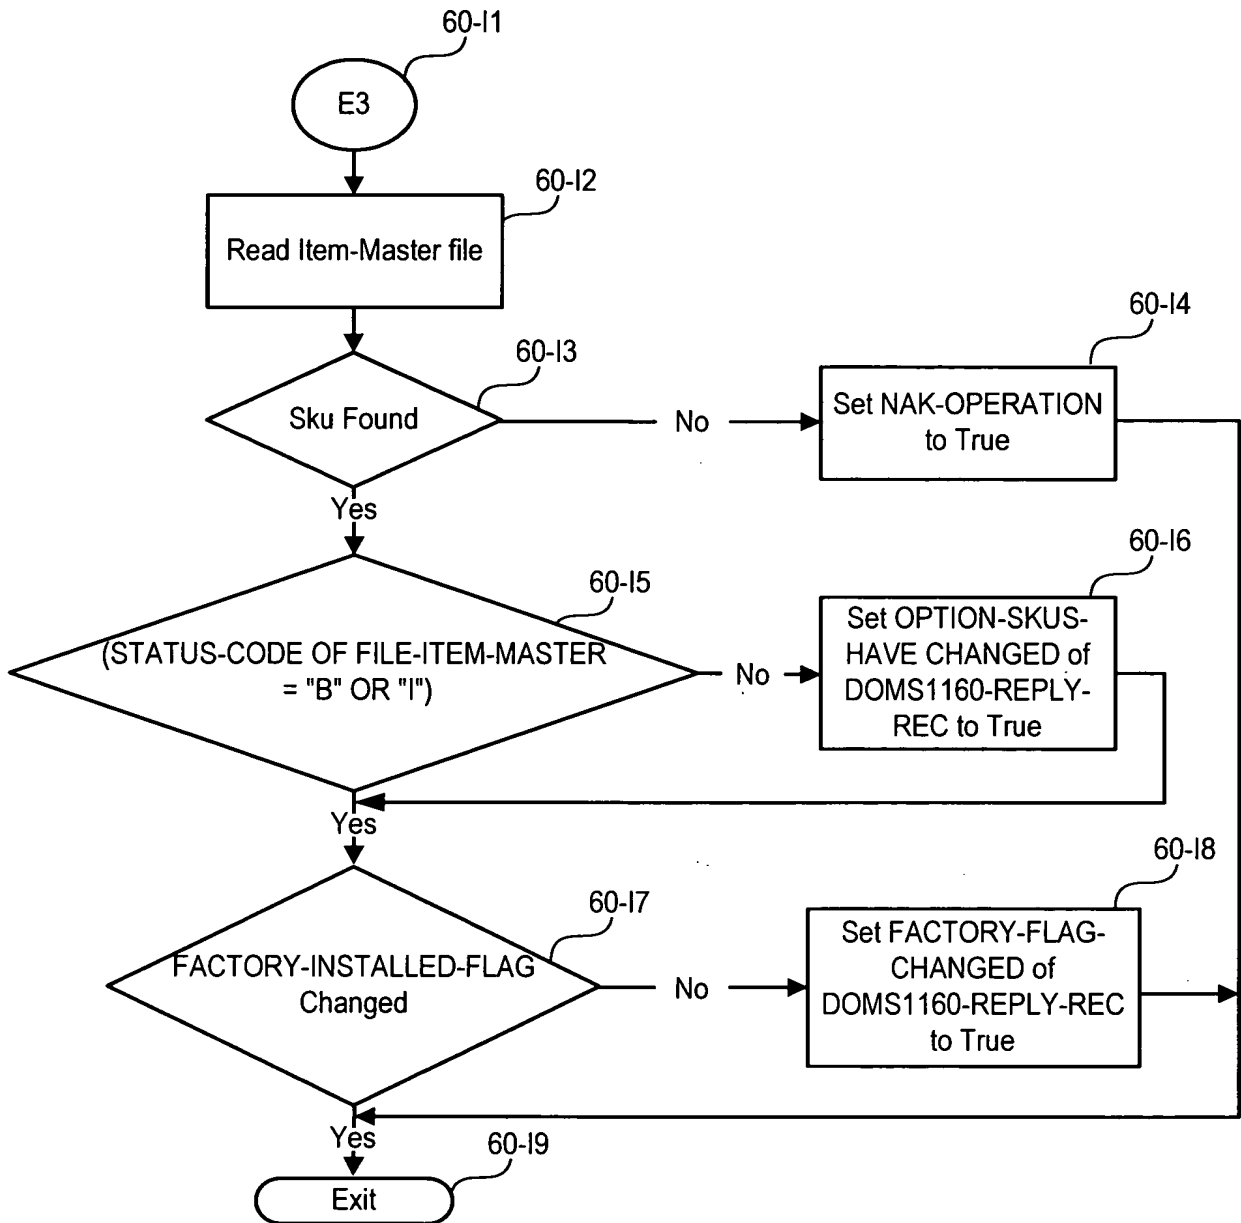 60-I1
E3
60-I2
Read Item-Master file
60-I3
Sku Found
No
60-I4
Set NAK-OPERATION
to True
Yes
60-I5
(STATUS-CODE OF FILE-ITEM-MASTER
= "B" OR "I")
No
60-I6
Set OPTION-SKUS-
HAVE CHANGED of
DOMS1160-REPLY-
REC to True
Yes
60-I7
FACTORY-INSTALLED-FLAG
Changed
No
60-I8
Set FACTORY-FLAG-
CHANGED of
DOMS1160-REPLY-REC
to True
Yes
60-I9
Exit